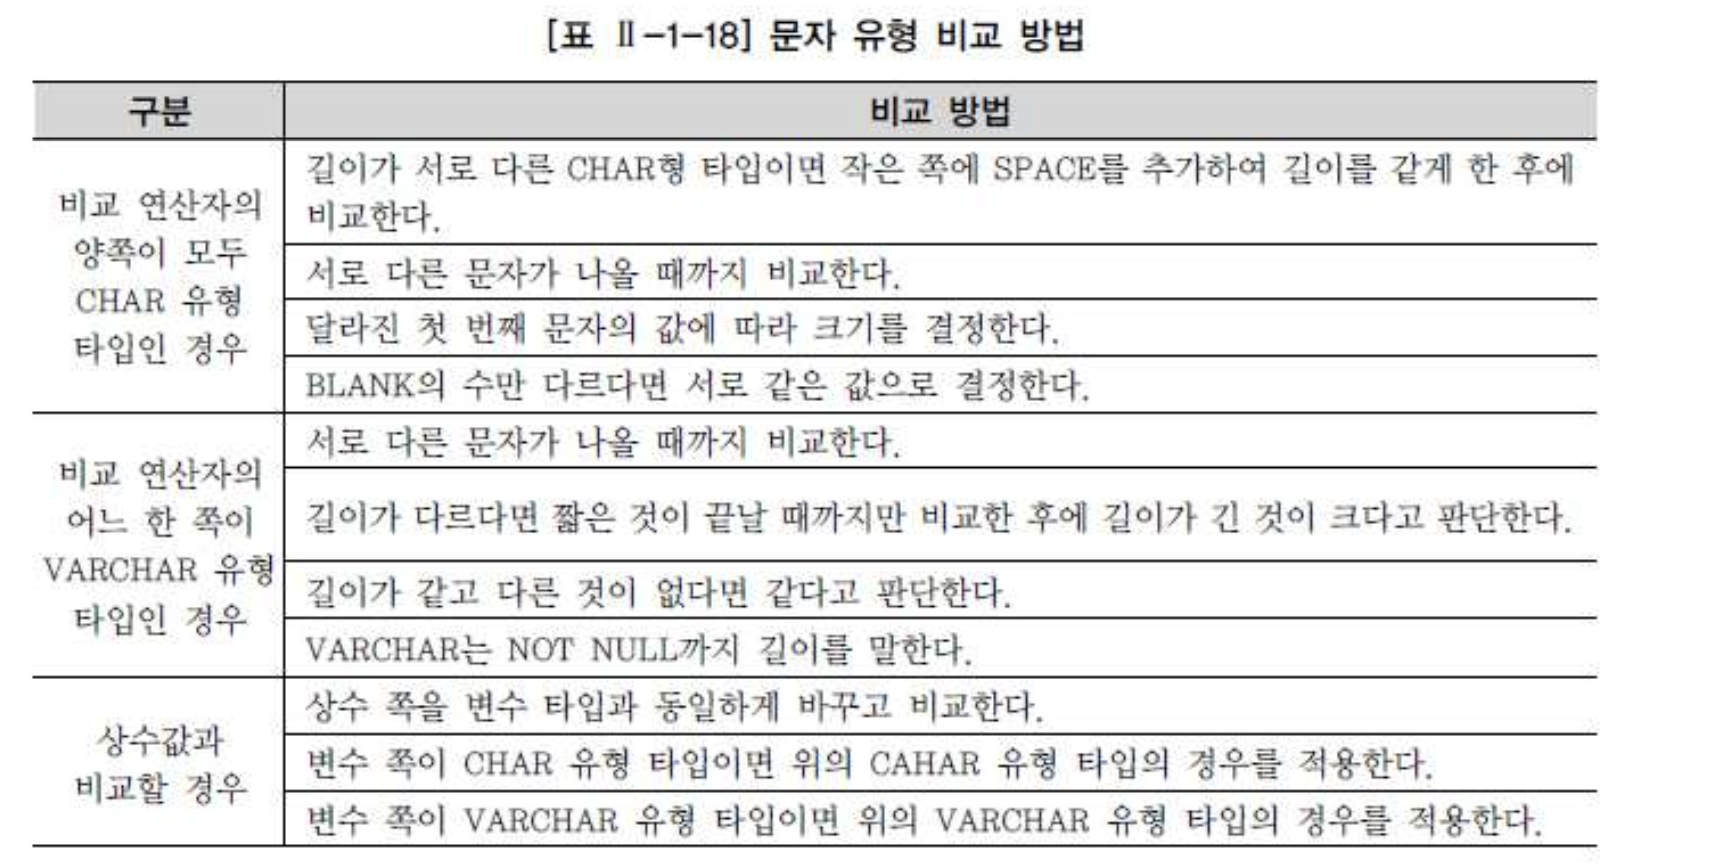 [표 Ⅱ-1-18] 문자 유형 비교 방법
구분
비교 방법
비교 연산자의
양쪽이 모두
CHAR 유형
타입인 경우
길이가 서로 다른 CHAR형 타입이면 작은 쪽에 SPACE를 추가하여 길이를 같게 한 후에
비교한다.
서로 다른 문자가 나올 때까지 비교한다.
달라진 첫 번째 문자의 값에 따라 크기를 결정한다.
BLANK의 수만 다르다면 서로 같은 값으로 결정한다.
비교 연산자의
어느 한 쪽이
VARCHAR 유형
타입인 경우
서로 다른 문자가 나올 때까지 비교한다.
길이가 다르다면 짧은 것이 끝날 때까지만 비교한 후에 길이가 긴 것이 크다고 판단한다.
길이가 같고 다른 것이 없다면 같다고 판단한다.
VARCHAR는 NOT NULL까지 길이를 말한다.
상수값과
비교할 경우
상수 쪽을 변수 타입과 동일하게 바꾸고 비교한다.
변수 쪽이 CHAR 유형 타입이면 위의 CAHAR 유형 타입의 경우를 적용한다.
변수 쪽이 VARCHAR 유형 타입이면 위의 VARCHAR 유형 타입의 경우를 적용한다.